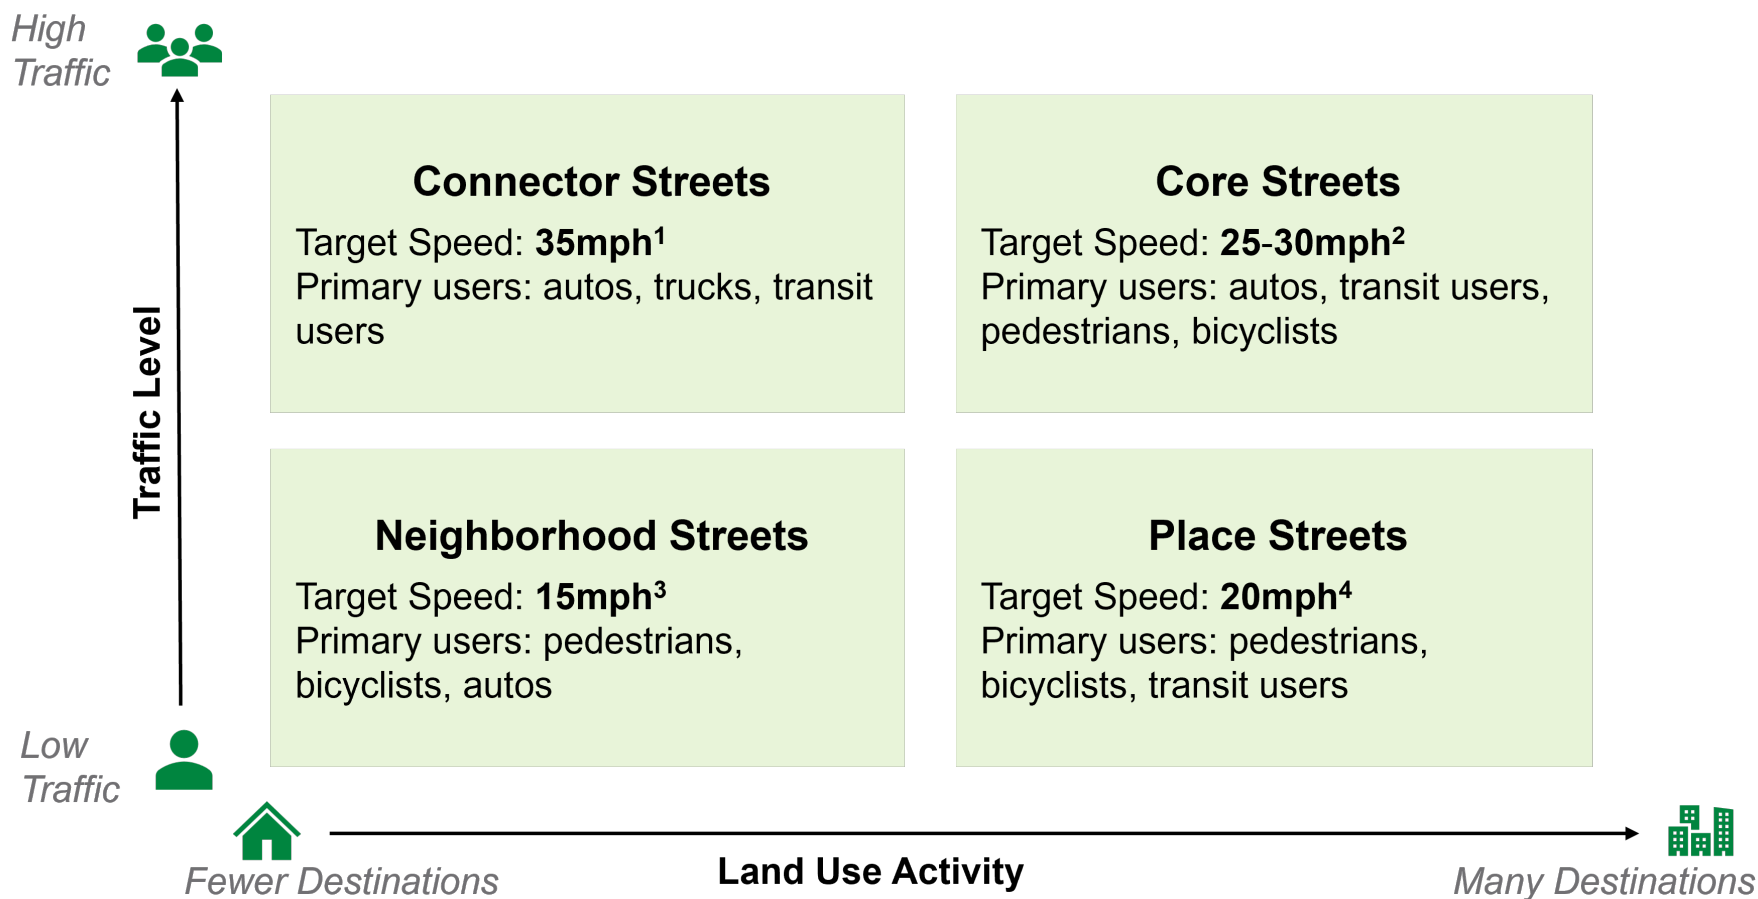 High
Traffic
Connector Streets
Target Speed: 35mph¹
Primary users: autos, trucks, transit
users
Core Streets
Target Speed: 25-30mph²
Primary users: autos, transit users,
pedestrians, bicyclists
Traffic Level
Neighborhood Streets
Target Speed: 15mph³
Primary users: pedestrians,
bicyclists, autos
Place Streets
Target Speed: 20mph⁴
Primary users: pedestrians,
bicyclists, transit users
Low
Traffic
Fewer Destinations
Land Use Activity
Many Destinations